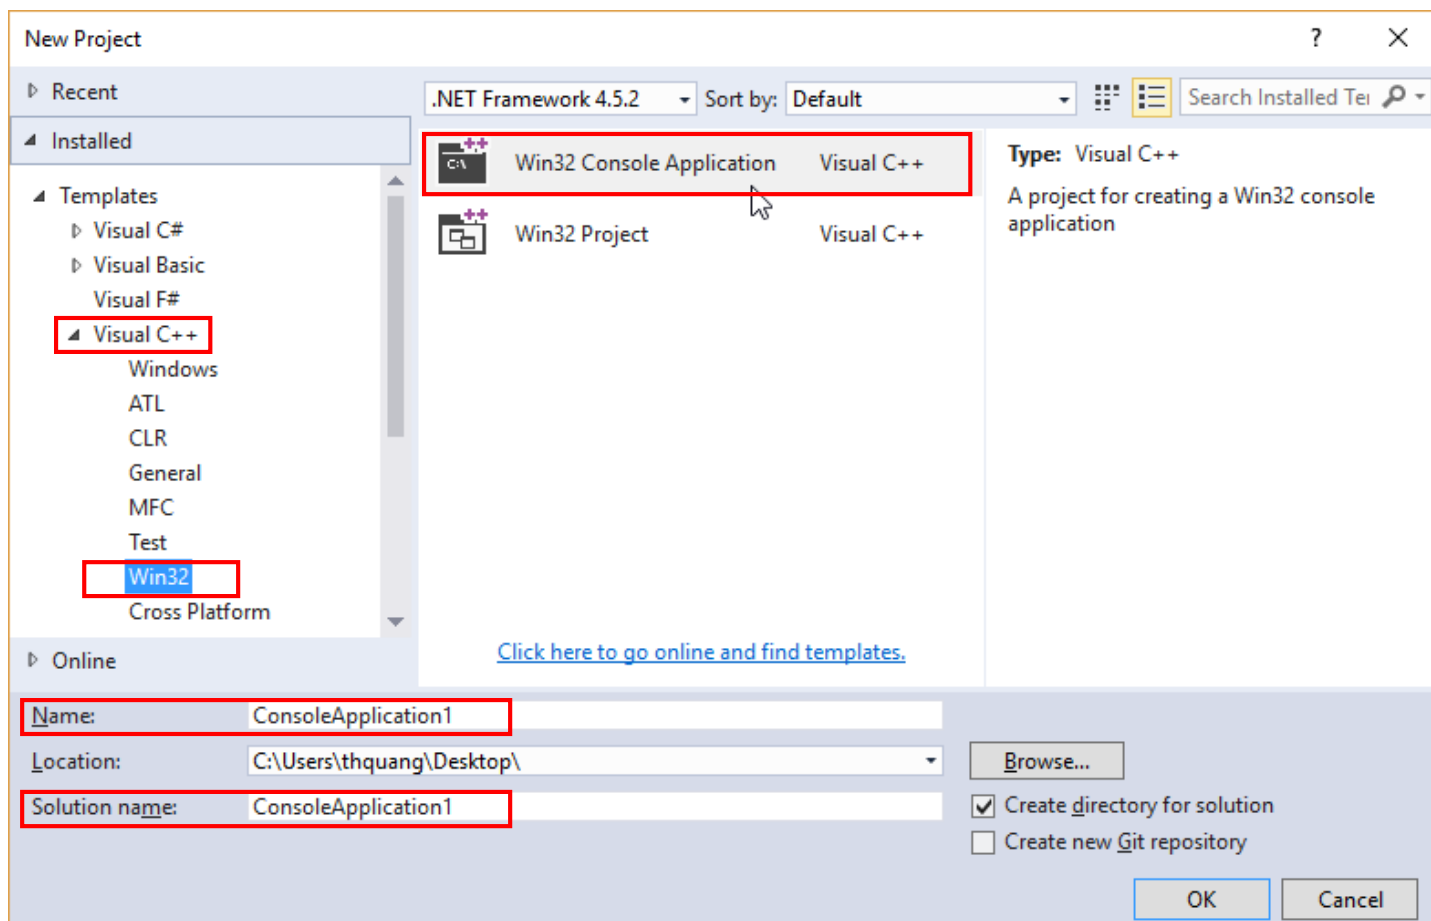 New Project
?
Recent
.NET Framework 4.5.2 Sort by: Default Search Installed Te
Installed
Templates
Visual C#
Visual Basic
Visual F#
Visual C++
Windows
ATL
CLR
General
MFC
Test
Win32
Cross Platform
Online
C:\ ++ Win32 Console Application Visual C++
++ Win32 Project Visual C++
Click here to go online and find templates.
Type: Visual C++
A project for creating a Win32 console
application
Name: ConsoleApplication1
Location: C:\Users\thquang\Desktop\
Browse...
Solution name: ConsoleApplication1
Create directory for solution
Create new Git repository
OK Cancel